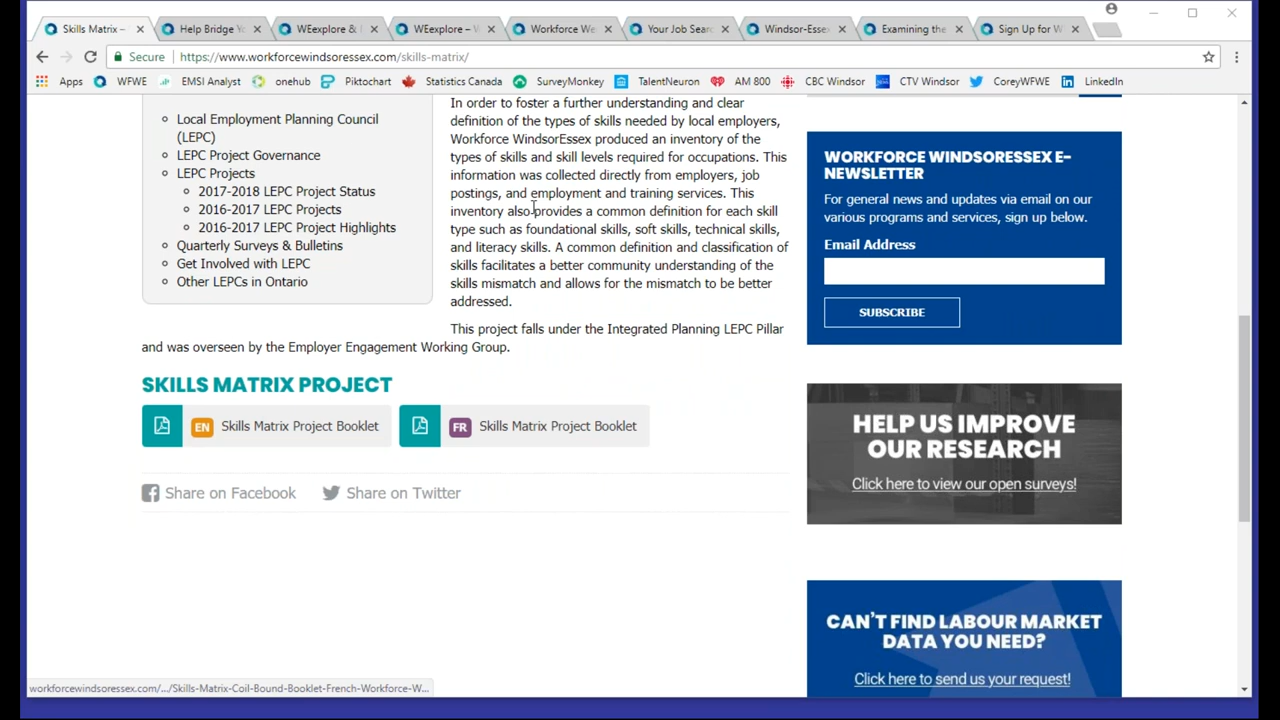 Skills Matrix –
Help Bridge Yo
WEexplore &
WEexplore –
Workforce We
Your Job Searc
Windsor-Esse
Examining the
Sign Up for W
Secure
https://www.workforcewindsoressex.com/skills-matrix/
Apps
WFWE
EMSI Analyst
onehub
Piktochart
Statistics Canada
SurveyMonkey
TalentNeuron
AM 800
CBC Windsor
CTV Windsor
CoreyWFWE
LinkedIn
Local Employment Planning Council
(LEPC)
LEPC Project Governance
LEPC Projects
2017-2018 LEPC Project Status
2016-2017 LEPC Projects
2016-2017 LEPC Project Highlights
Quarterly Surveys & Bulletins
Get Involved with LEPC
Other LEPCs in Ontario
In order to foster a further understanding and clear
definition of the types of skills needed by local employers,
Workforce WindsorEssex produced an inventory of the
types of skills and skill levels required for occupations. This
information was collected directly from employers, job
postings, and employment and training services. This
inventory also provides a common definition for each skill
type such as foundational skills, soft skills, technical skills,
and literacy skills. A common definition and classification of
skills facilitates a better community understanding of the
skills mismatch and allows for the mismatch to be better
addressed.
This project falls under the Integrated Planning LEPC Pillar
and was overseen by the Employer Engagement Working Group.
SKILLS MATRIX PROJECT
EN Skills Matrix Project Booklet
FR Skills Matrix Project Booklet
Share on Facebook
Share on Twitter
WORKFORCE WINDSORESSEX E-
NEWSLETTER
For general news and updates via email on our
various programs and services, sign up below.
Email Address
SUBSCRIBE
HELP US IMPROVE
OUR RESEARCH
Click here to view our open surveys!
CAN'T FIND LABOUR MARKET
DATA YOU NEED?
Click here to send us your request!
workforcewindsoressex.com/.../Skills-Matrix-Coil-Bound-Booklet-French-Workforce-W...